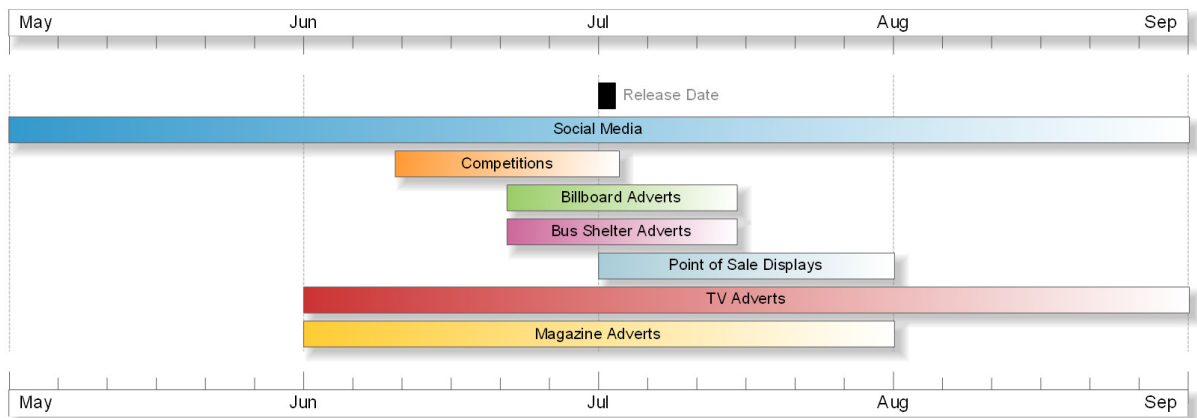 May Jun Jul Aug Sep
Release Date
Social Media
Competitions
Billboard Adverts
Bus Shelter Adverts
Point of Sale Displays
TV Adverts
Magazine Adverts
May Jun Jul Aug Sep